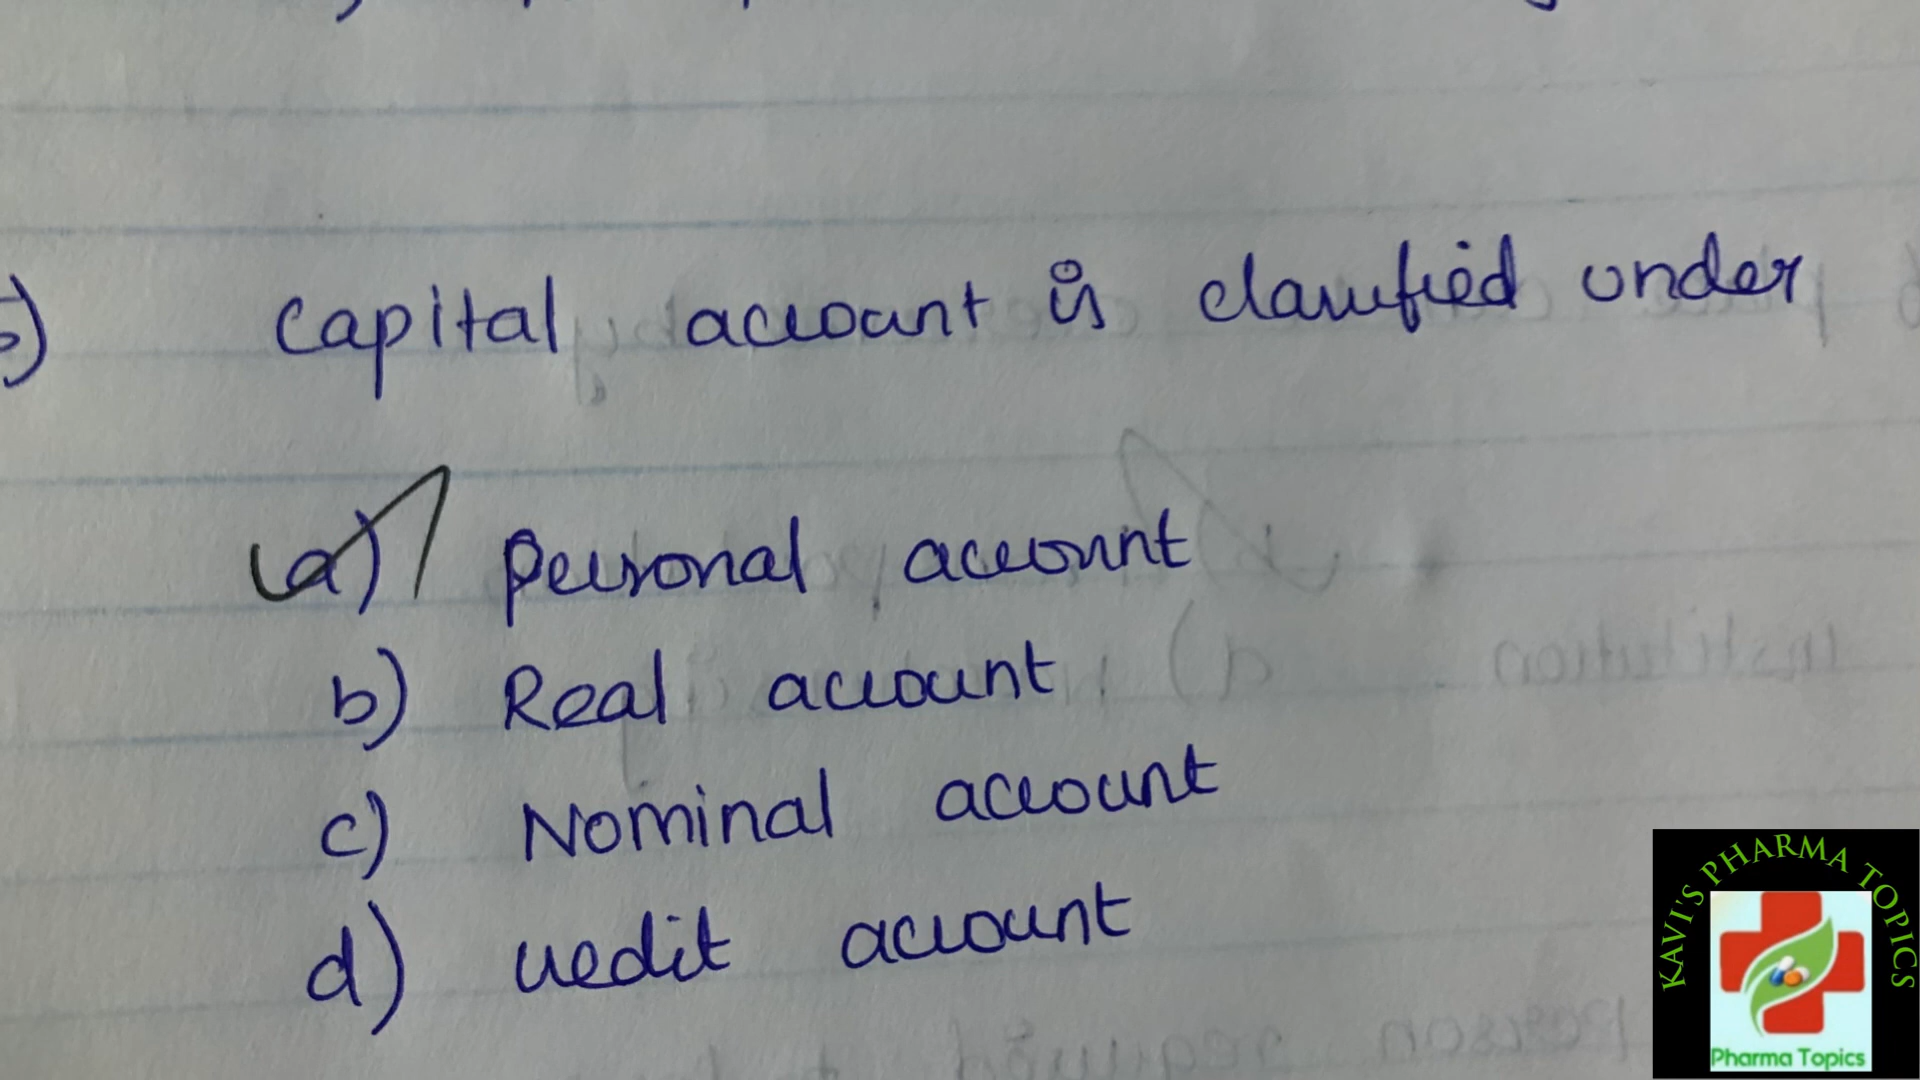 capital account is classified under
a) personal account
b) Real account
c) Nominal account
d) credit account
KAVI'S PHARMA TOPICS
Pharma Topics